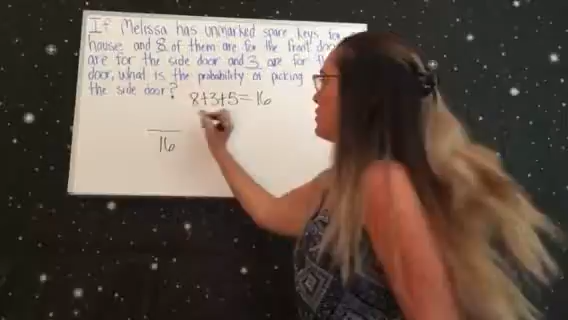 If Melissa has unmarked spare keys for
house and 8 of them are for the front door
are for the side door and 3 are for
door, what is the probability of picking
the side door?
8+3+5=16
16